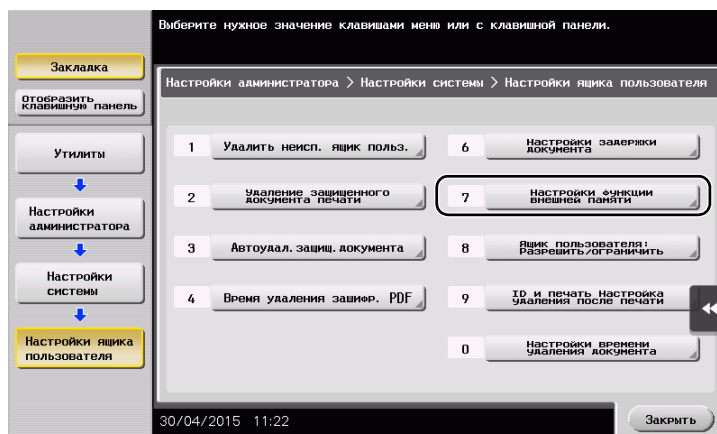 Выберите нужное значение клавишами меню или с клавишной панели.
Закладка
Отобразить
клавишную панель
Утилиты
Настройки
администратора
Настройки
системы
Настройки ящика
пользователя
Настройки администратора > Настройки системы > Настройки ящика пользователя
1 Удалить неисп. ящик польз.
2 Удаление защищенного
документа печати
3 Автоудал. защищ. документа
4 Время удаления зашифр. PDF
6 Настройки задержки
документа
7 Настройки функции
внешней памяти
8 Ящик пользователя:
Разрешить/ограничить
9 ID и печать Настройка
удаления после печати
0 Настройки времени
удаления документа
30/04/2015 11:22
Закрыть